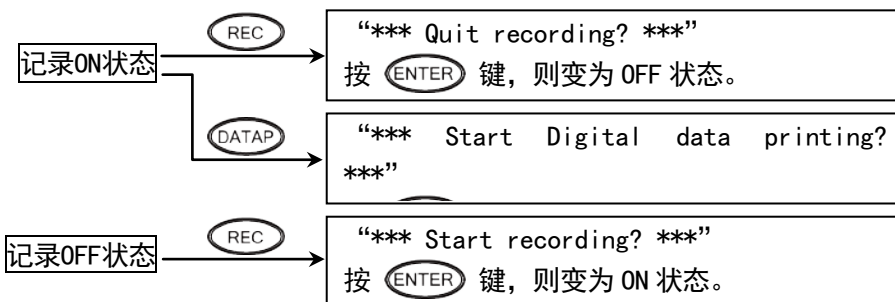 REC
“*** Quit recording? ***”
记录ON状态
按 ENTER 键，则变为 OFF 状态。
DATAP
“*** Start Digital data printing?
***”
REC
“*** Start recording? ***”
记录OFF状态
按 ENTER 键，则变为 ON 状态。